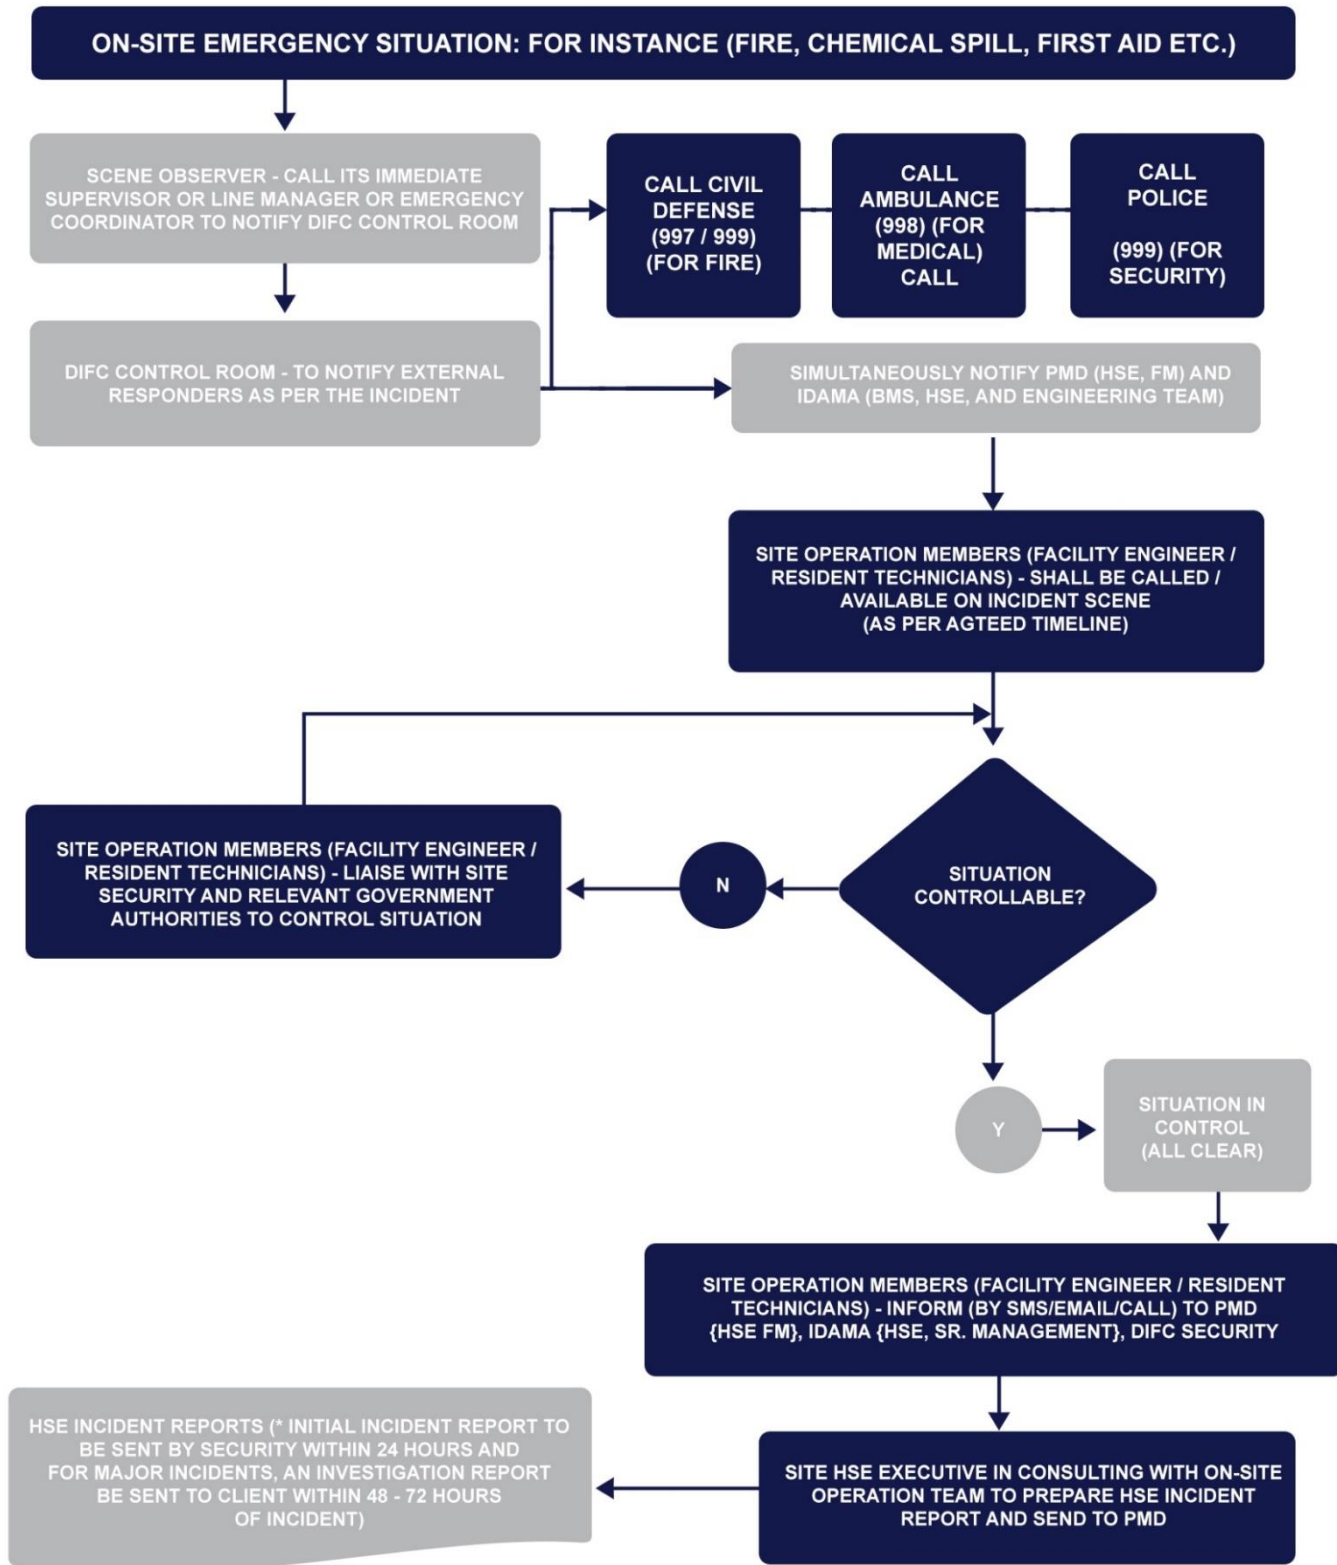 ON-SITE EMERGENCY SITUATION: FOR INSTANCE (FIRE, CHEMICAL SPILL, FIRST AID ETC.)
SCENE OBSERVER - CALL ITS IMMEDIATE
SUPERVISOR OR LINE MANAGER OR EMERGENCY
COORDINATOR TO NOTIFY DIFC CONTROL ROOM
CALL CIVIL
DEFENSE
(997 / 999)
(FOR FIRE)
CALL
AMBULANCE
(998) (FOR
MEDICAL)
CALL
CALL
POLICE
(999) (FOR
SECURITY)
DIFC CONTROL ROOM - TO NOTIFY EXTERNAL
RESPONDERS AS PER THE INCIDENT
SIMULTANEOUSLY NOTIFY PMD (HSE, FM) AND
IDAMA (BMS, HSE, AND ENGINEERING TEAM)
SITE OPERATION MEMBERS (FACILITY ENGINEER /
RESIDENT TECHNICIANS) - SHALL BE CALLED /
AVAILABLE ON INCIDENT SCENE
(AS PER AGTEED TIMELINE)
SITUATION
CONTROLLABLE?
N
SITE OPERATION MEMBERS (FACILITY ENGINEER /
RESIDENT TECHNICIANS) - LIAISE WITH SITE
SECURITY AND RELEVANT GOVERNMENT
AUTHORITIES TO CONTROL SITUATION
Y
SITUATION IN
CONTROL
(ALL CLEAR)
SITE OPERATION MEMBERS (FACILITY ENGINEER / RESIDENT
TECHNICIANS) - INFORM (BY SMS/EMAIL/CALL) TO PMD
{HSE FM}, IDAMA {HSE, SR. MANAGEMENT}, DIFC SECURITY
SITE HSE EXECUTIVE IN CONSULTING WITH ON-SITE
OPERATION TEAM TO PREPARE HSE INCIDENT
REPORT AND SEND TO PMD
HSE INCIDENT REPORTS (* INITIAL INCIDENT REPORT TO
BE SENT BY SECURITY WITHIN 24 HOURS AND
FOR MAJOR INCIDENTS, AN INVESTIGATION REPORT
BE SENT TO CLIENT WITHIN 48 - 72 HOURS
OF INCIDENT)